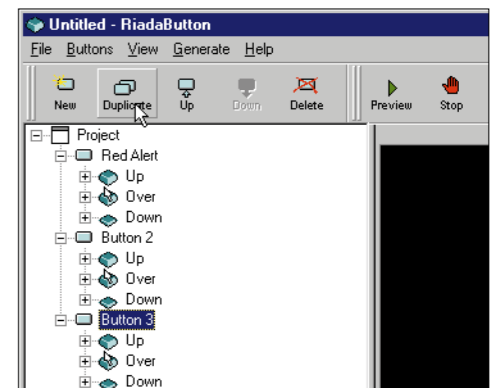 Untitled - RiadaButton
File Buttons View Generate Help
New Duplicate Up Down Delete Preview Stop
Project
Red Alert
Up
Over
Down
Button 2
Up
Over
Down
Button 3
Up
Over
Down